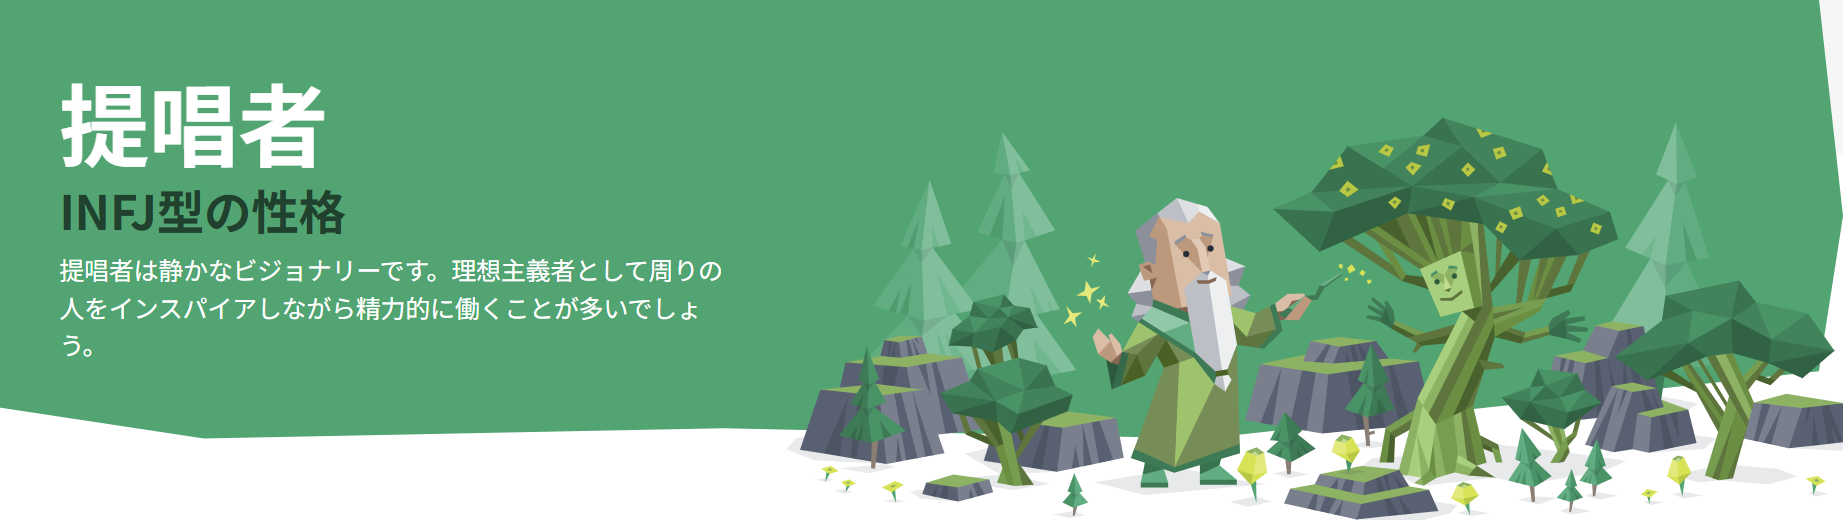 提唱者
INFJ型の性格
提唱者は静かなビジョナリーです。理想主義者として周りの
人をインスパイアしながら精力的に働くことが多いでしょ
う。